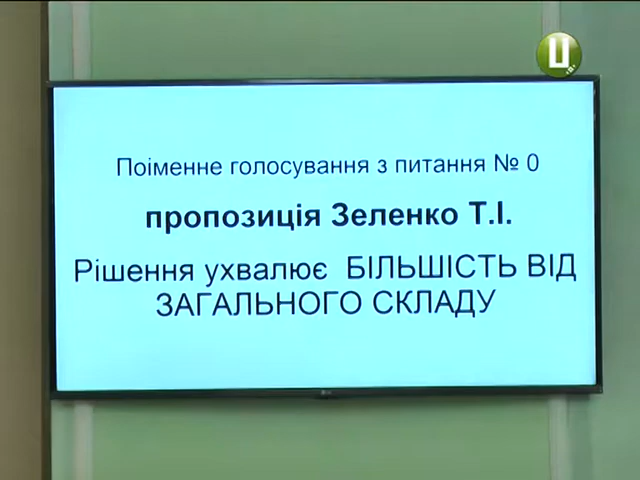 Ц
Поіменне голосування з питання № 0
пропозиція Зеленко Т.І.
Рішення ухвалює БІЛЬШІСТЬ ВІД
ЗАГАЛЬНОГО СКЛАДУ